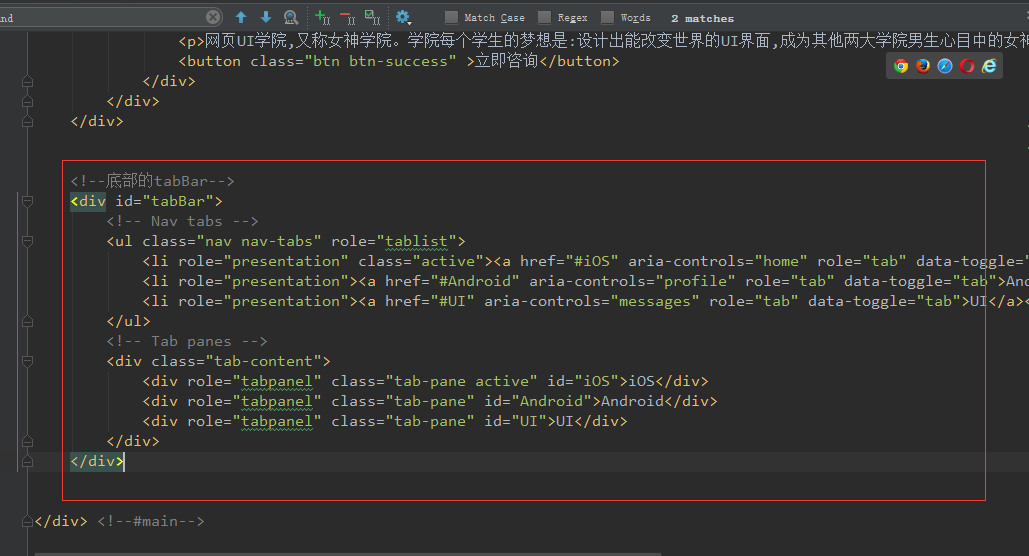 nd Match Case Regex Words 2 matches
<p>网页UI学院,又称女神学院。学院每个学生的梦想是:设计出能改变世界的UI界面,成为其他两大学院男生心目中的女神
<button class="btn btn-success" >立即咨询</button>
</div>
</div>
</div>
<!--底部的tabBar-->
<div id="tabBar">
<!-- Nav tabs -->
<ul class="nav nav-tabs" role="tablist">
<li role="presentation" class="active"><a href="#iOS" aria-controls="home" role="tab" data-toggle="
<li role="presentation"><a href="#Android" aria-controls="profile" role="tab" data-toggle="tab">And
<li role="presentation"><a href="#UI" aria-controls="messages" role="tab" data-toggle="tab">UI</a><
</ul>
<!-- Tab panes -->
<div class="tab-content">
<div role="tabpanel" class="tab-pane active" id="iOS">iOS</div>
<div role="tabpanel" class="tab-pane" id="Android">Android</div>
<div role="tabpanel" class="tab-pane" id="UI">UI</div>
</div>
</div>
</div> <!--#main-->